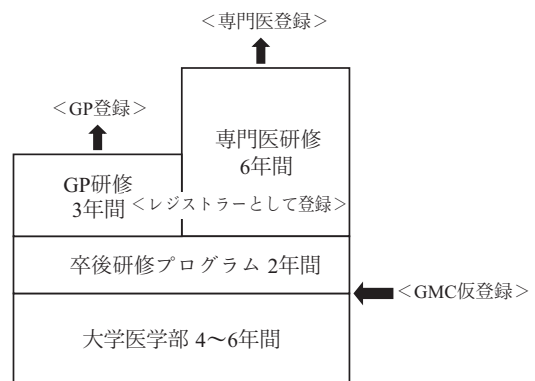 ＜専門医登録＞
＜GP登録＞
専門医研修
6年間
GP研修
3年間
＜レジストラーとして登録＞
卒後研修プログラム 2年間
＜GMC仮登録＞
大学医学部 4～6年間